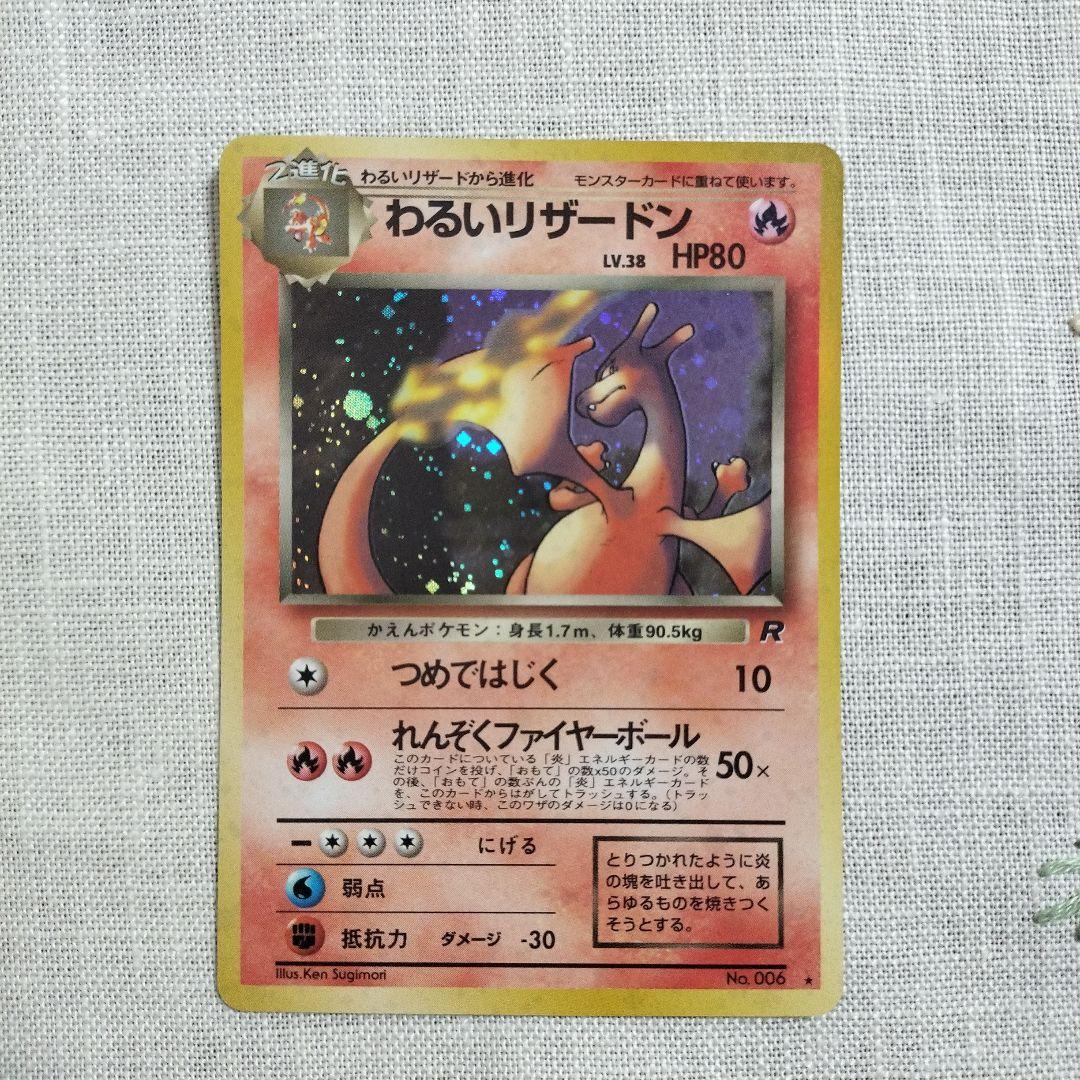 2進化 わるいリザードから進化 モンスターカードに重ねて使います。
わるいリザードン
LV.38 HP80
かえんポケモン：身長1.7m、体重90.5kg R
つめではじく 10
れんぞくファイヤーボール
このカードについている「炎」エネルギーカードの数
だけコインを投げ、「おもて」の数x50のダメージ。そ
の後、「おもて」の数ぶんの「炎」エネルギーカード
を、このカードからはがしてトラッシュする。（トラッ
シュできない時、このワザのダメージは0になる）
50×
にげる
弱点
抵抗力 ダメージ -30
とりつかれたように炎
の塊を吐き出して、あ
らゆるものを焼きつく
そうとする。
Illus.Ken Sugimori No. 006 ★